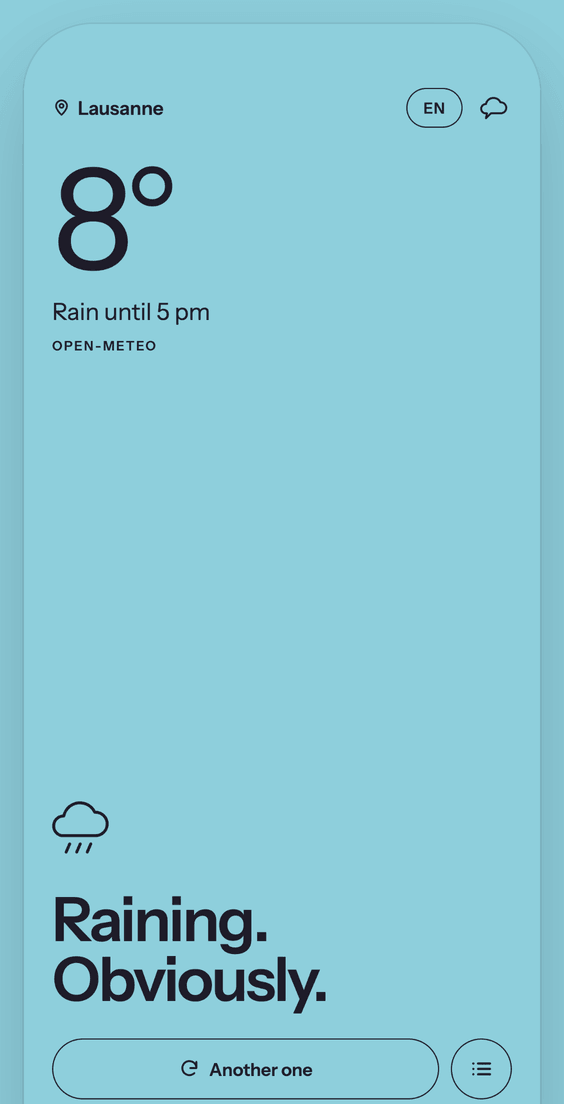 Lausanne
EN
8°
Rain until 5 pm
OPEN-METEO
Raining.
Obviously.
Another one